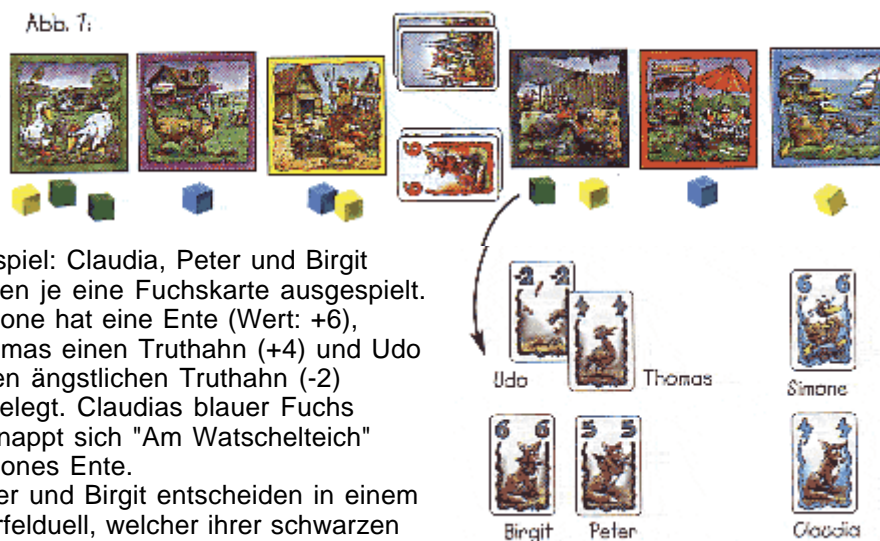 Abb. 7:
6
spiel: Claudia, Peter und Birgit
en je eine Fuchskarte ausgespielt.
one hat eine Ente (Wert: +6),
mas einen Truthahn (+4) und Udo
en ängstlichen Truthahn (-2)
elegt. Claudias blauer Fuchs
nappt sich "Am Watschelteich"
ones Ente.
er und Birgit entscheiden in einem
rfelduell, welcher ihrer schwarzen
-2 -2
4 4
6 6
Udo
Thomas
Simone
6 6
5 5
4 4
Birgit
Peter
Claudia